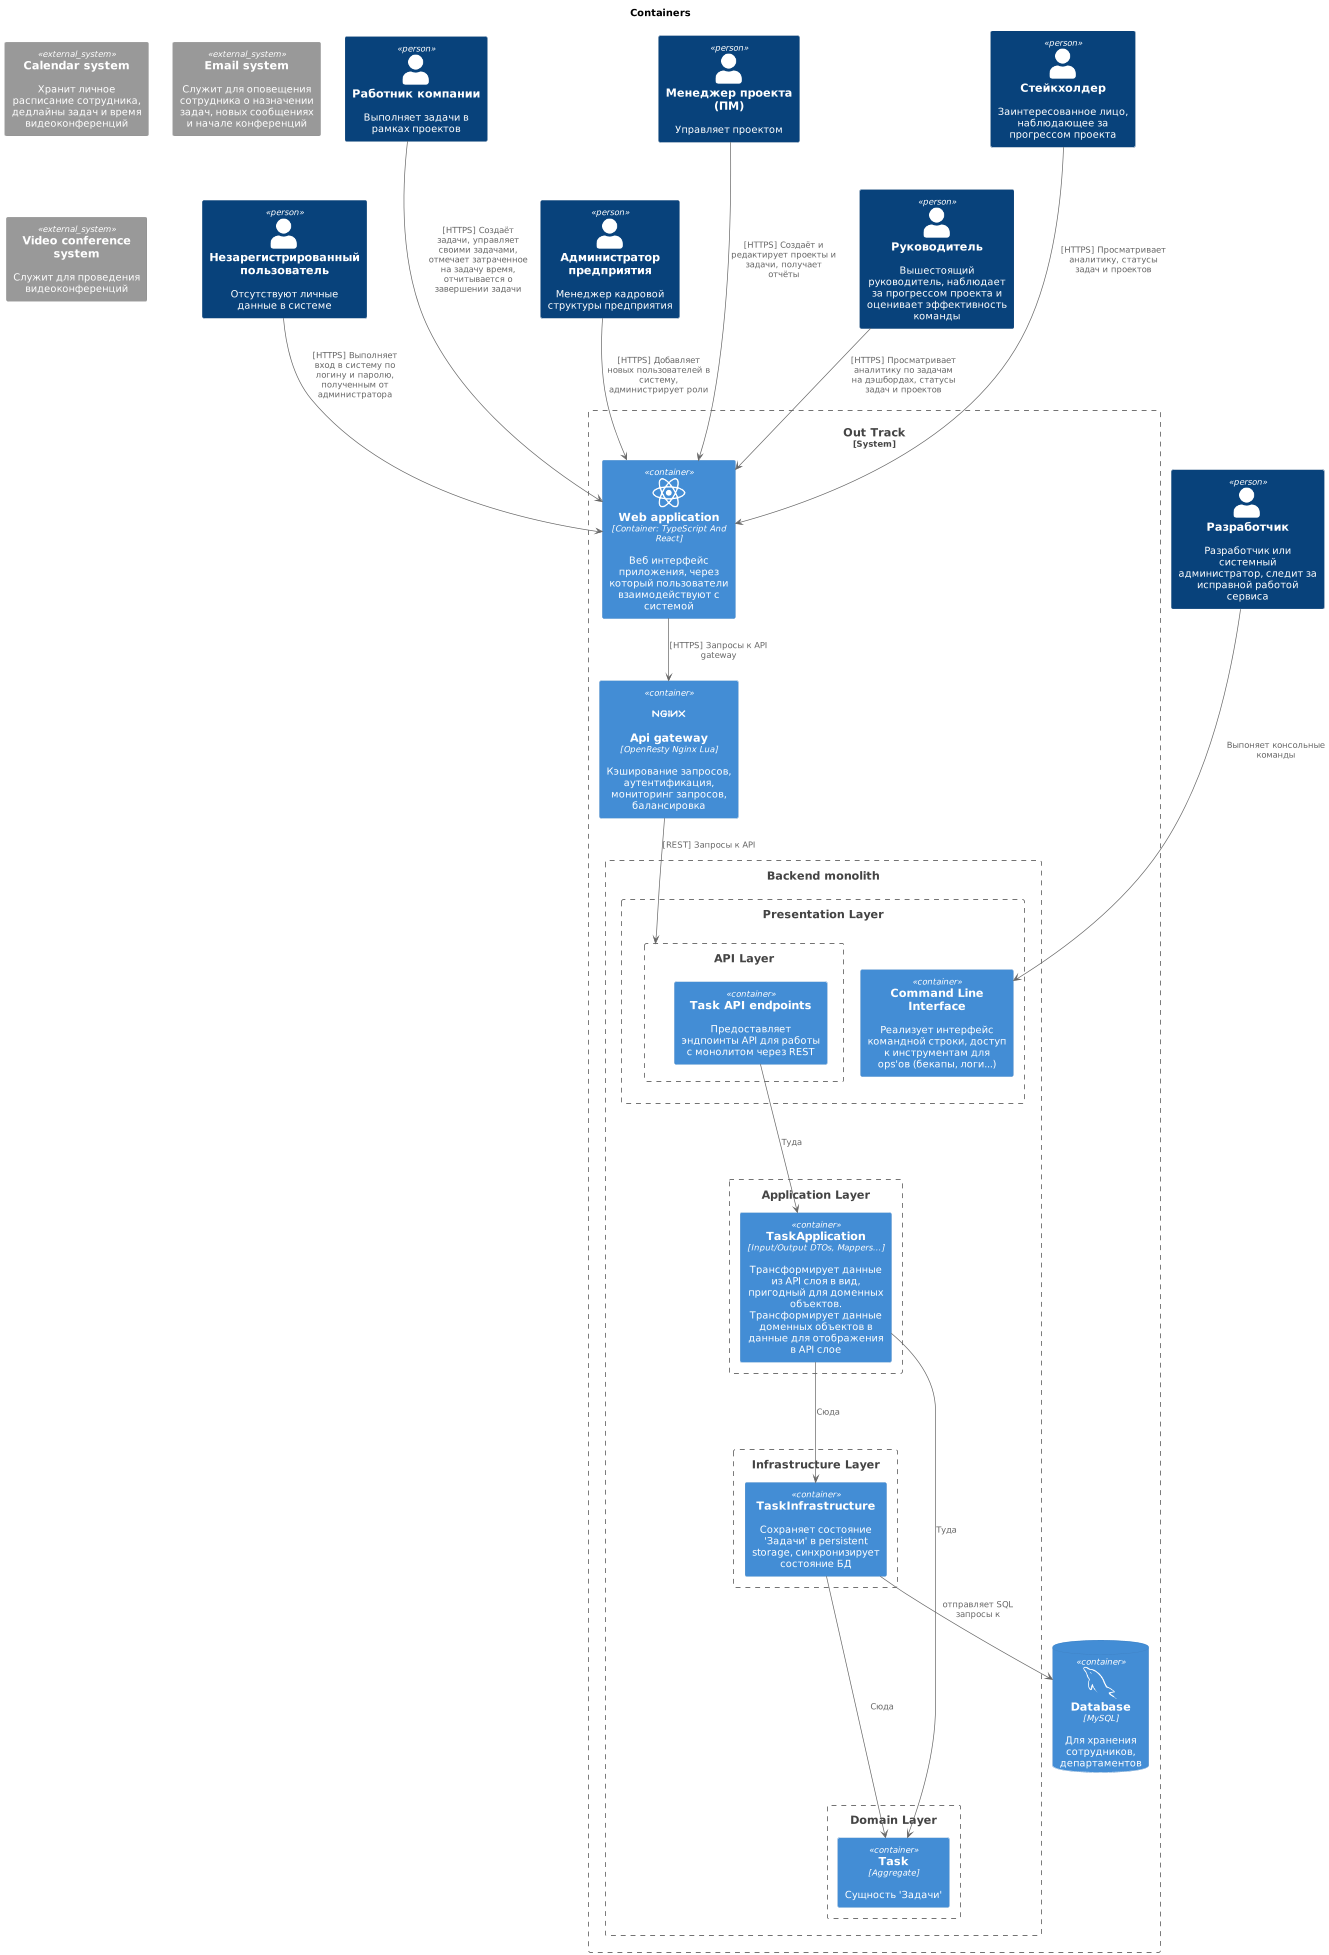 Containers
«external_system»
Calendar system
Хранит личное
расписание сотрудника,
дедлайны задач и время
видеоконференций
«external_system»
Email system
Служит для оповещения
сотрудника о назначении
задач, новых сообщениях
и начале конференций
«person»
Работник компании
Выполняет задачи в
рамках проектов
«person»
Менеджер проекта
(ПМ)
Управляет проектом
«person»
Стейкхолдер
Заинтересованное лицо,
наблюдающее за
прогрессом проекта
«external_system»
Video conference
system
Служит для проведения
видеоконференций
«person»
Незарегистрированный
пользователь
Отсутствуют личные
данные в системе
[HTTPS] Создаёт
задачи, управляет
своими задачами,
отмечает затраченное
на задачу время,
отчитывается о
завершении задачи
«person»
Администратор
предприятия
Менеджер кадровой
структуры предприятия
[HTTPS] Создаёт и
редактирует проекты и
задачи, получает
отчёты
«person»
Руководитель
Вышестоящий
руководитель, наблюдает
за прогрессом проекта и
оценивает эффективность
команды
[HTTPS] Просматривает
аналитику, статусы
задач и проектов
[HTTPS] Выполняет
вход в систему по
логину и паролю,
полученным от
администратора
[HTTPS] Добавляет
новых пользователей в
систему,
администрирует роли
[HTTPS] Просматривает
аналитику по задачам
на дэшбордах, статусы
задач и проектов
Out Track
[System]
«container»
Web application
[Container: TypeScript And
React]
Веб интерфейс
приложения, через
который пользователи
взаимодействуют с
системой
«person»
Разработчик
Разработчик или
системный
администратор, следит за
исправной работой
сервиса
[HTTPS] Запросы к API
gateway
«container»
NGINX
Api gateway
[OpenResty Nginx Lua]
Кэширование запросов,
аутентификация,
мониторинг запросов,
балансировка
Выпоняет консольные
команды
[REST] Запросы к API
Backend monolith
Presentation Layer
API Layer
«container»
Task API endpoints
Предоставляет
эндпоинты API для работы
с монолитом через REST
«container»
Command Line
Interface
Реализует интерфейс
командной строки, доступ
к инструментам для
ops'ов (бекапы, логи...)
Туда
Application Layer
«container»
TaskApplication
[Input/Output DTOs, Mappers...]
Трансформирует данные
из API слоя в вид,
пригодный для доменных
объектов.
Трансформирует данные
доменных объектов в
данные для отображения
в API слое
Сюда
Infrastructure Layer
«container»
TaskInfrastructure
Сохраняет состояние
'Задачи' в persistent
storage, синхронизирует
состояние БД
Туда
отправляет SQL
запросы к
«container»
Database
[MySQL]
Для хранения
сотрудников,
департаментов
Сюда
Domain Layer
«container»
Task
[Aggregate]
Сущность 'Задачи'